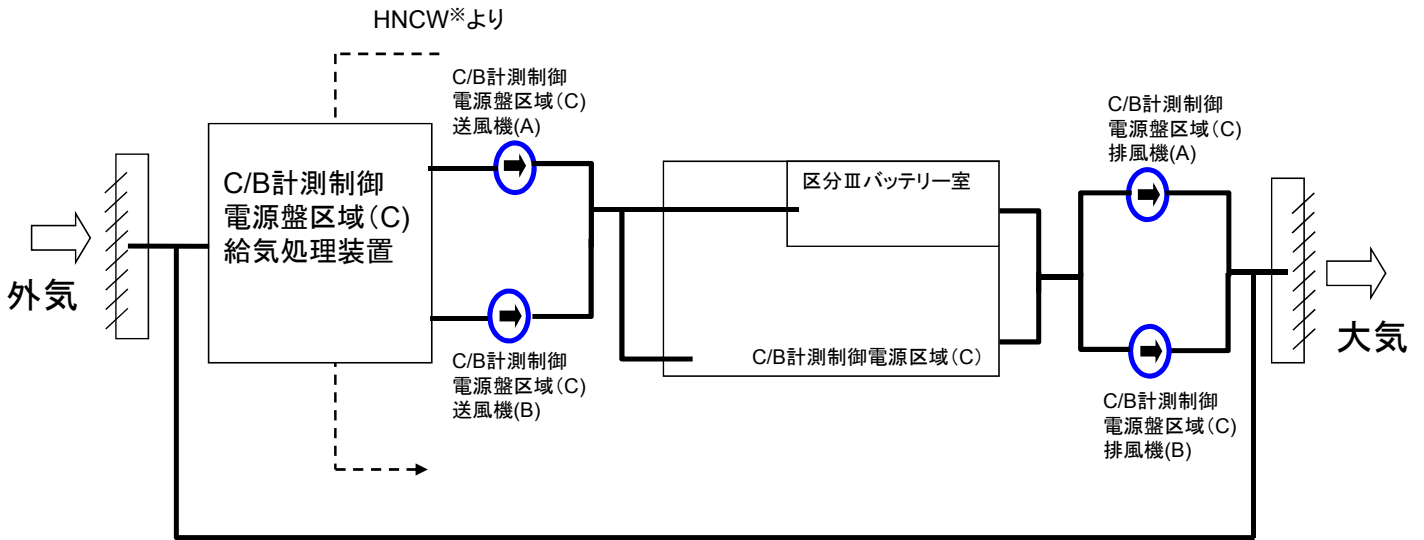 HNCW※より
C/B計測制御
電源盤区域(C)
送風機(A)
C/B計測制御
電源盤区域(C)
排風機(A)
C/B計測制御
電源盤区域(C)
給気処理装置
区分Ⅲバッテリー室
外気
大気
C/B計測制御電源区域(C)
C/B計測制御
電源盤区域(C)
送風機(B)
C/B計測制御
電源盤区域(C)
排風機(B)